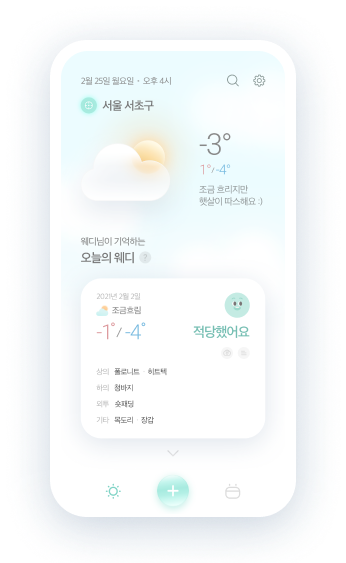 2월 25일 월요일 • 오후 4시
서울 서초구
-3°
1°/-4°
조금 흐리지만
햇살이 따스해요 :)
웨디님이 기억하는
오늘의 웨디 ?
2021년 2월 2일
조금흐림
-1°/-4°
적당했어요
상의 폴로니트 히트텍
하의 청바지
외투 숏패딩
기타 목도리 장갑